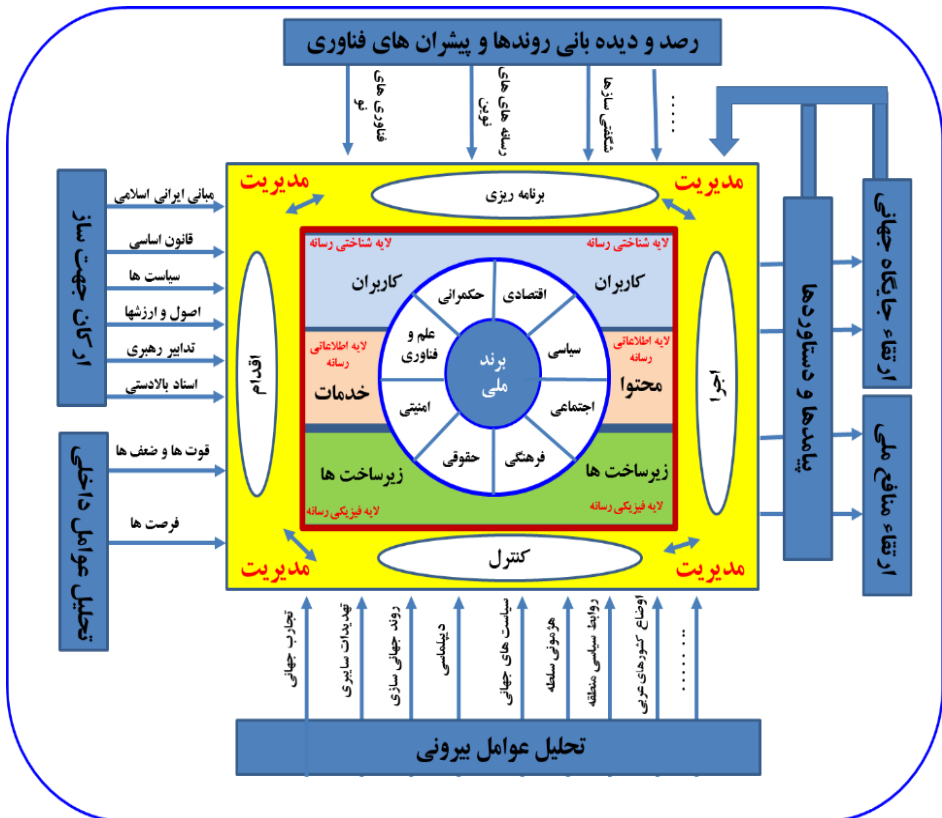 رصد و دیده بانی روندها و پیشران های فناوری
فناوری های
نو
رسانه های های
نوین
شگفتی سازها
.....
ارکان جهت ساز
مبانی ایرانی اسلامی
قانون اساسی
سیاست ها
اصول و ارزشها
تدابیر رهبری
اسناد بالادستی
تحلیل عوامل داخلی
قوت ها و ضعف ها
فرصت ها
مدیریت
برنامه ریزی
مدیریت
اقدام
اجرا
لایه شناختی رسانه
کاربران
لایه شناختی رسانه
کاربران
لایه اطلاعاتی
رسانه
محتوا
لایه اطلاعاتی
رسانه
خدمات
زیرساخت ها
لایه فیزیکی رسانه
زیرساخت ها
لایه فیزیکی رسانه
اقتصادی
سیاسی
اجتماعی
فرهنگی
حقوقی
امنیتی
علم و
فناوری
حکمرانی
برند
ملی
مدیریت
کنترل
مدیریت
پیامدها و دستاوردها
ارتقاء جایگاه جهانی
ارتقاء منافع ملی
تجارب جهانی
تهدیدات سایبری
روند جهانی سازی
دیپلماسی
سیاست های جهانی
هژمونی سلطه
روابط سیاسی منطقه
اوضاع کشورهای غربی
........
تحلیل عوامل بیرونی